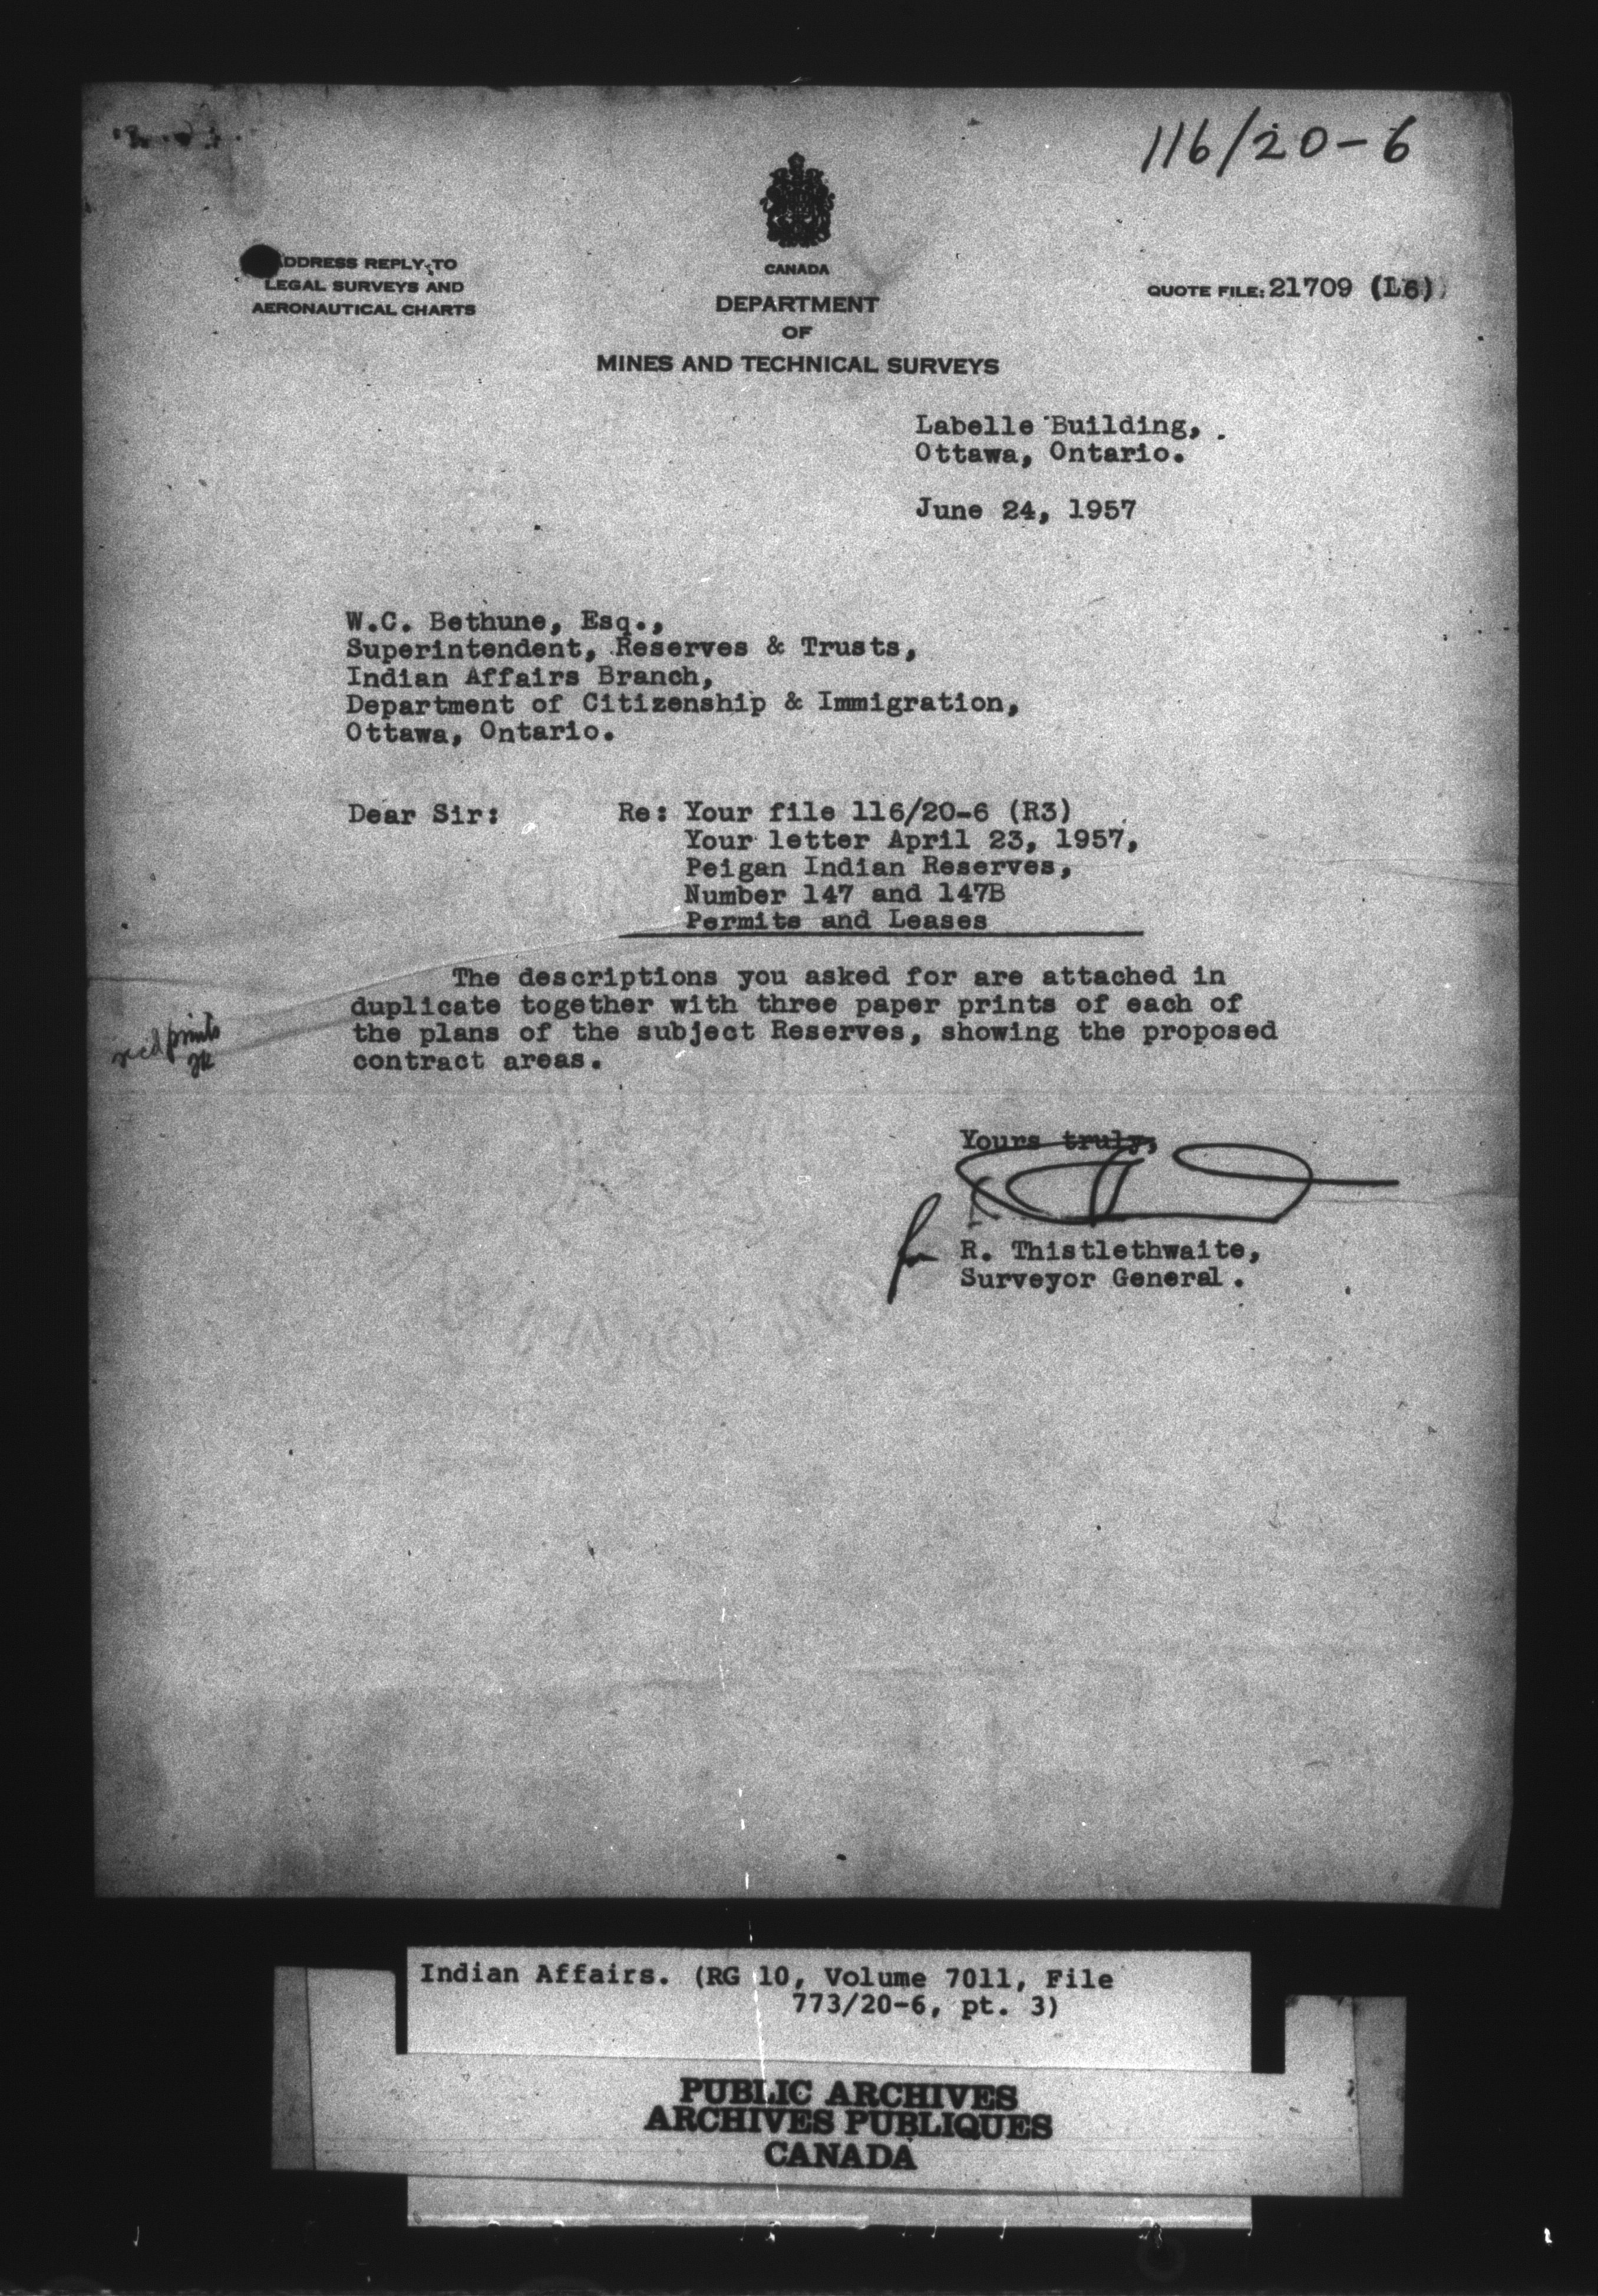 116/20-6
ADDRESS REPLY TO
LEGAL SURVEYS AND
AERONAUTICAL CHARTS
CANADA
DEPARTMENT
OF
MINES AND TECHNICAL SURVEYS
QUOTE FILE: 21709 (L6)
Labelle Building,
Ottawa, Ontario.
June 24, 1957
W.C. Bethune, Esq.,
Superintendent, Reserves & Trusts,
Indian Affairs Branch,
Department of Citizenship & Immigration,
Ottawa, Ontario.
Dear Sir: Re: Your file 116/20-6 (R3)
Your letter April 23, 1957,
Peigan Indian Reserves,
Number 147 and 147B
Permits and Leases
The descriptions you asked for are attached in
duplicate together with three paper prints of each of
the plans of the subject Reserves, showing the proposed
contract areas.
prints
Yours truly,
for R. Thistlethwaite,
Surveyor General.
Indian Affairs. (RG 10, Volume 7011, File
773/20-6, pt. 3)
PUBLIC ARCHIVES
ARCHIVES PUBLIQUES
CANADA